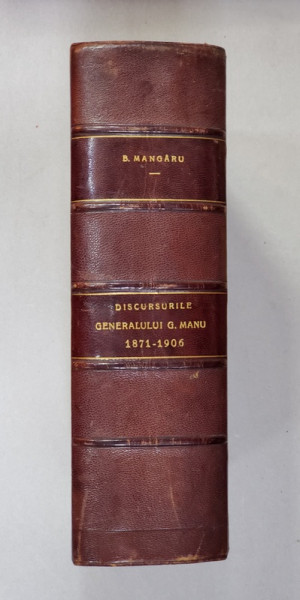 B. MANGÂRU
DISCURSURILE
GENERALULUI G. MANU
1871-1906